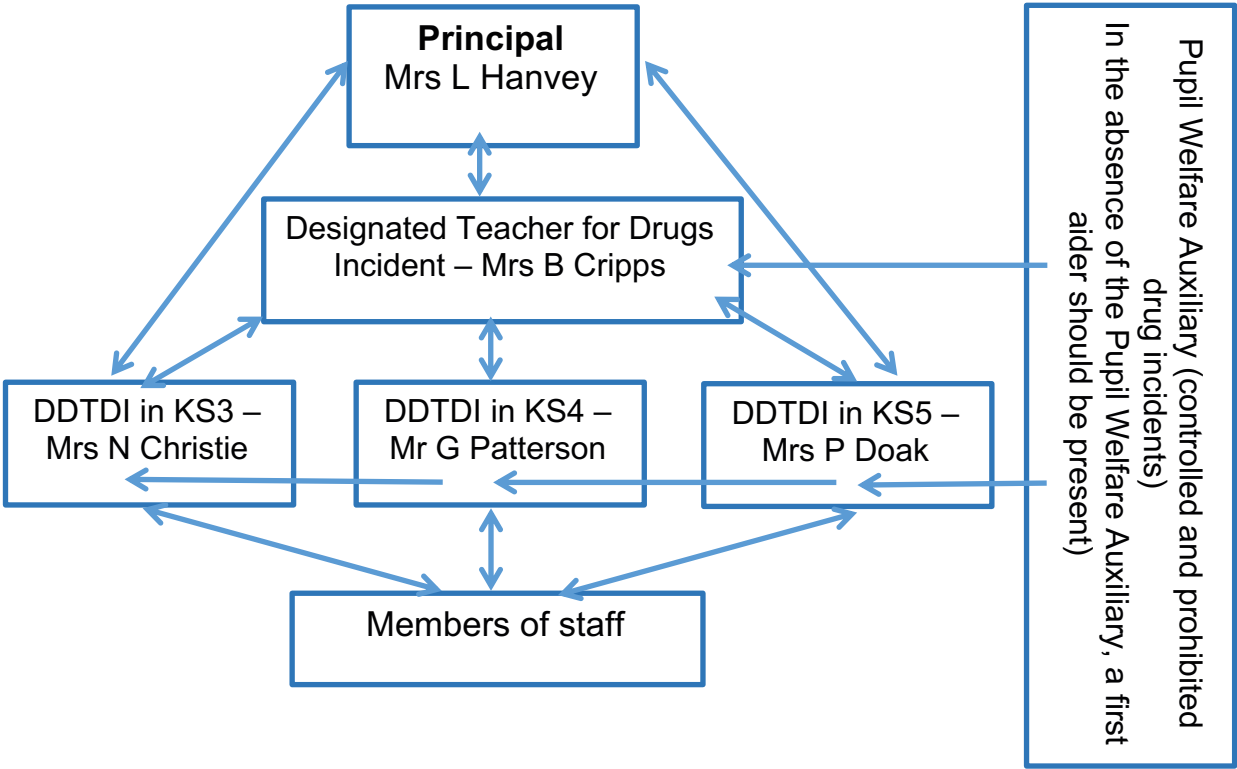 Principal
Mrs L Hanvey
Designated Teacher for Drugs
Incident – Mrs B Cripps
DDTDI in KS3 –
Mrs N Christie
DDTDI in KS4 –
Mr G Patterson
DDTDI in KS5 –
Mrs P Doak
Members of staff
Pupil Welfare Auxiliary (controlled and prohibited
drug incidents)
In the absence of the Pupil Welfare Auxiliary, a first
aider should be present)